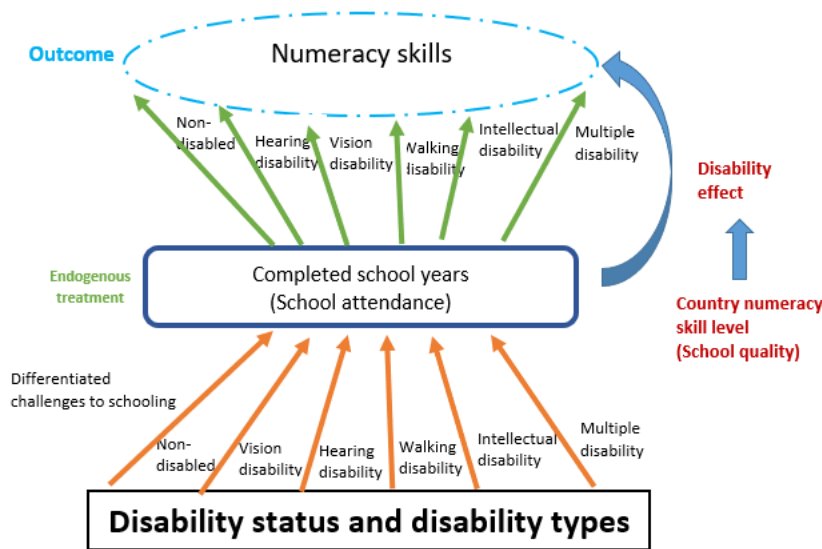 Outcome
Numeracy skills
Non-
disabled
Hearing
disability
Vision
disability
Walking
disability
Intellectual
disability
Multiple
disability
Disability
effect
Endogenous
treatment
Completed school years
(School attendance)
Country numeracy
skill level
(School quality)
Differentiated
challenges to schooling
Non-
disabled
Vision
disability
Hearing
disability
Walking
disability
Intellectual
disability
Multiple
disability
Disability status and disability types